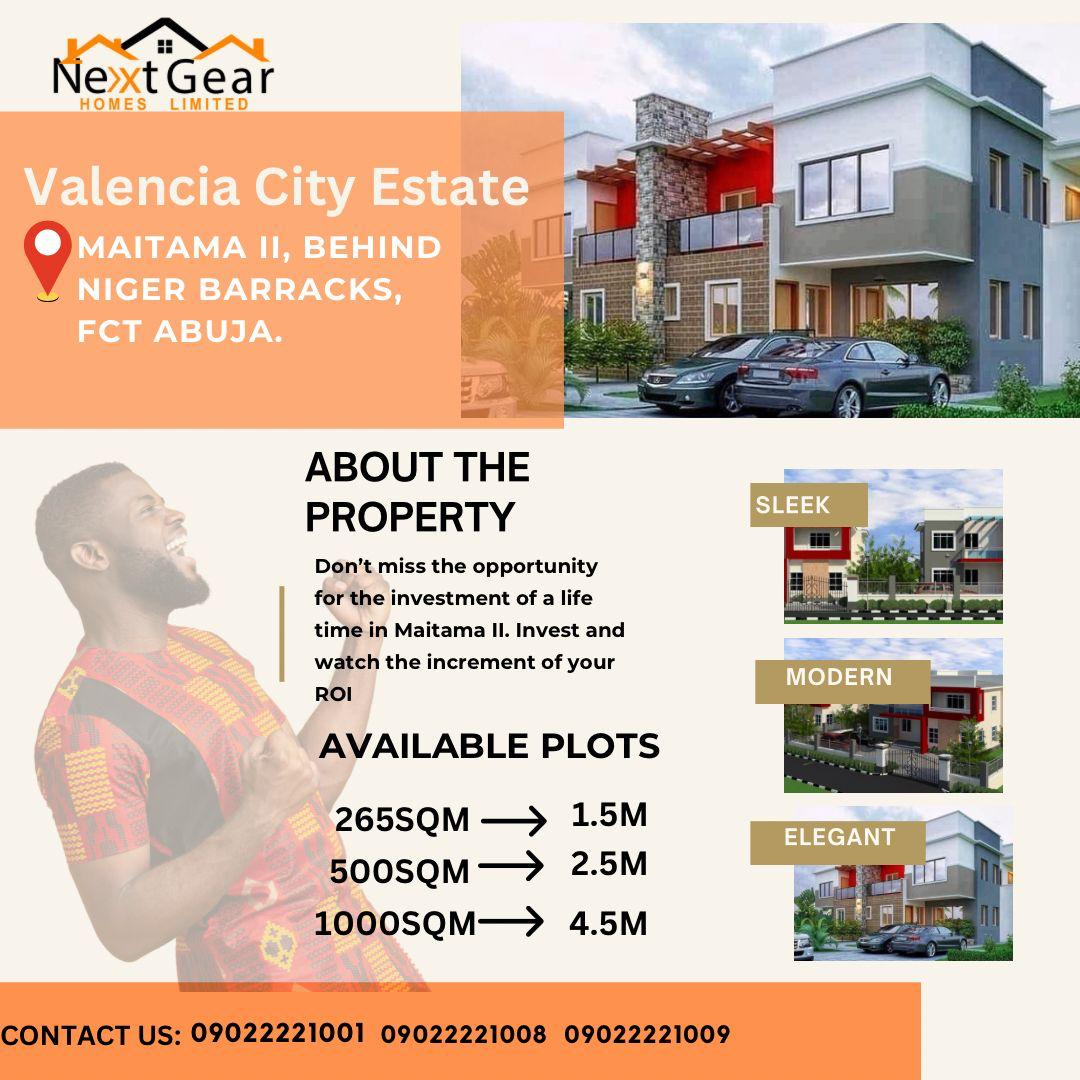 Nextgear
HOMES LIMITED
Valencia City Estate
MAITAMA II, BEHIND
NIGER BARRACKS,
FCT ABUJA.
ABOUT THE
PROPERTY
Don’t miss the opportunity
for the investment of a life
time in Maitama II. Invest and
watch the increment of your
ROI
AVAILABLE PLOTS
265SQM → 1.5M
500SQM → 2.5M
1000SQM → 4.5M
SLEEK
MODERN
ELEGANT
CONTACT US: 09022221001 09022221008 09022221009